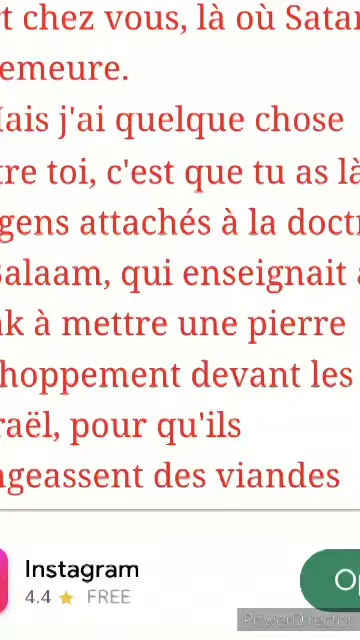 t chez vous, là où Satan
emeure.
ais j'ai quelque chose
tre toi, c'est que tu as là
gens attachés à la doctr
Balaam, qui enseignait à
ak à mettre une pierre
hoppement devant les
raël, pour qu'ils
ngeassent des viandes
Instagram
4.4 ★ FREE
Op
PowerDirector